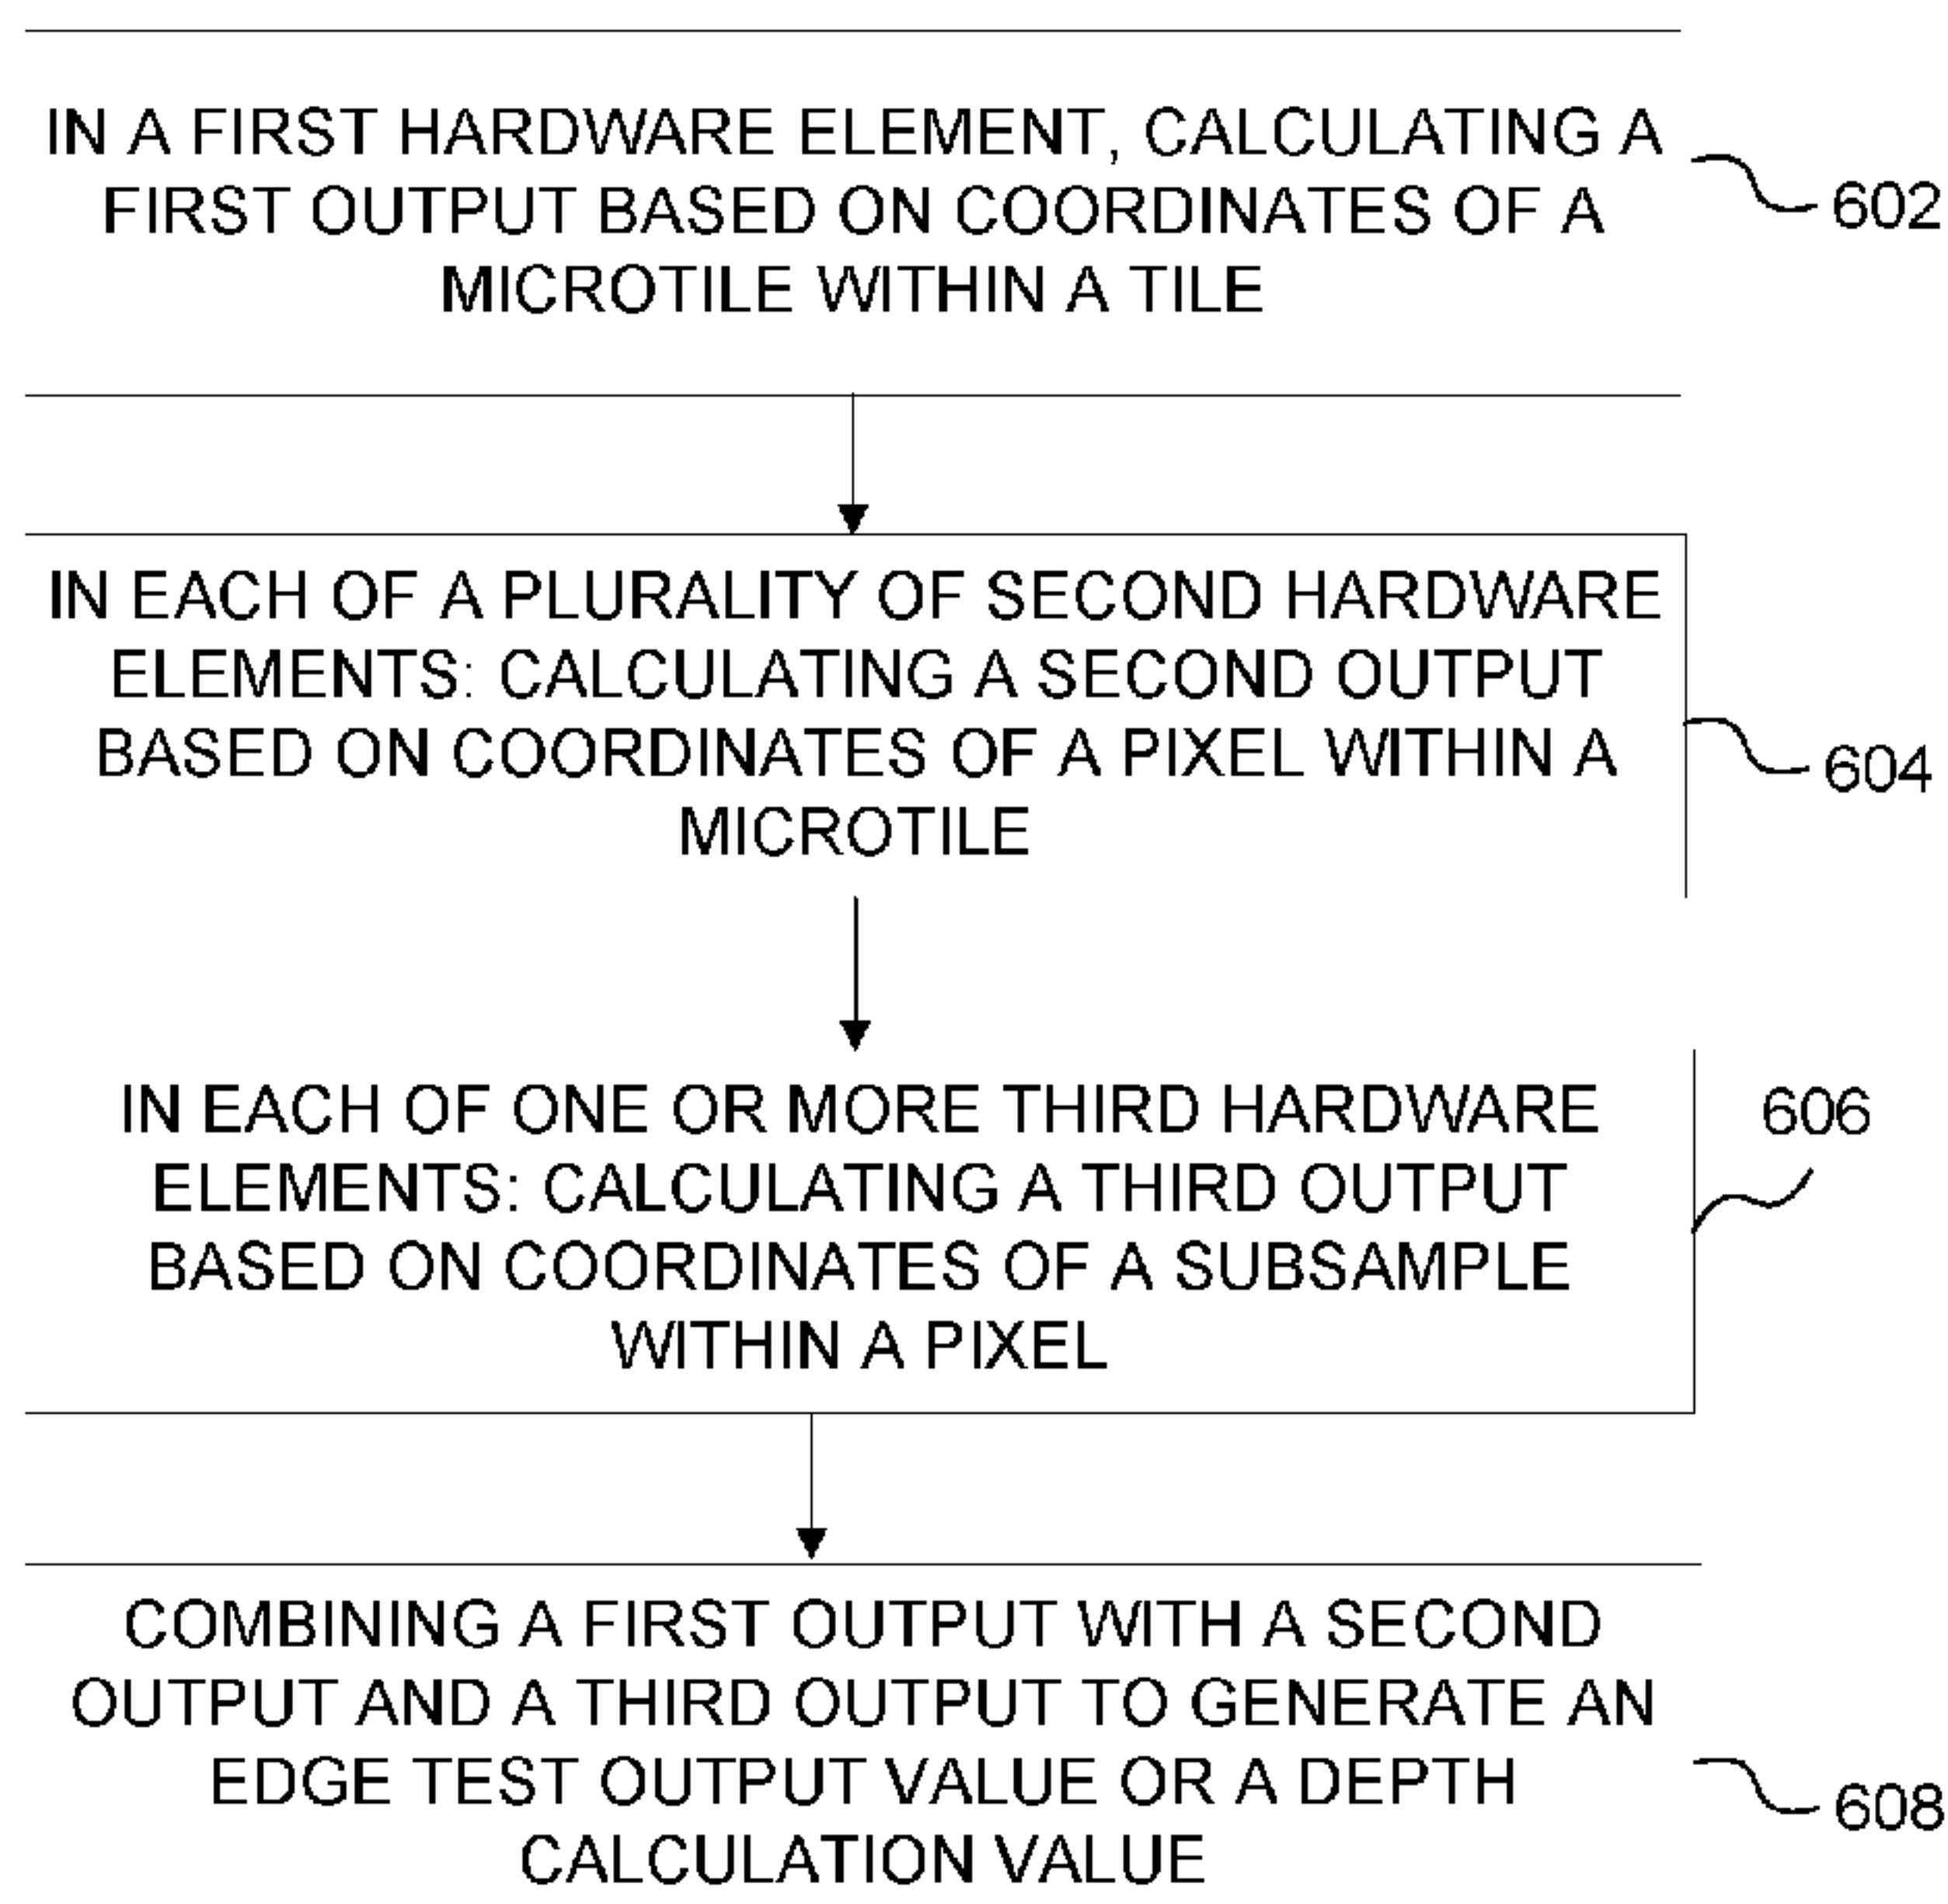 IN A FIRST HARDWARE ELEMENT, CALCULATING A
FIRST OUTPUT BASED ON COORDINATES OF A
MICROTILE WITHIN A TILE
602
IN EACH OF A PLURALITY OF SECOND HARDWARE
ELEMENTS: CALCULATING A SECOND OUTPUT
BASED ON COORDINATES OF A PIXEL WITHIN A
MICROTILE
604
IN EACH OF ONE OR MORE THIRD HARDWARE
ELEMENTS: CALCULATING A THIRD OUTPUT
BASED ON COORDINATES OF A SUBSAMPLE
WITHIN A PIXEL
606
COMBINING A FIRST OUTPUT WITH A SECOND
OUTPUT AND A THIRD OUTPUT TO GENERATE AN
EDGE TEST OUTPUT VALUE OR A DEPTH
CALCULATION VALUE
608